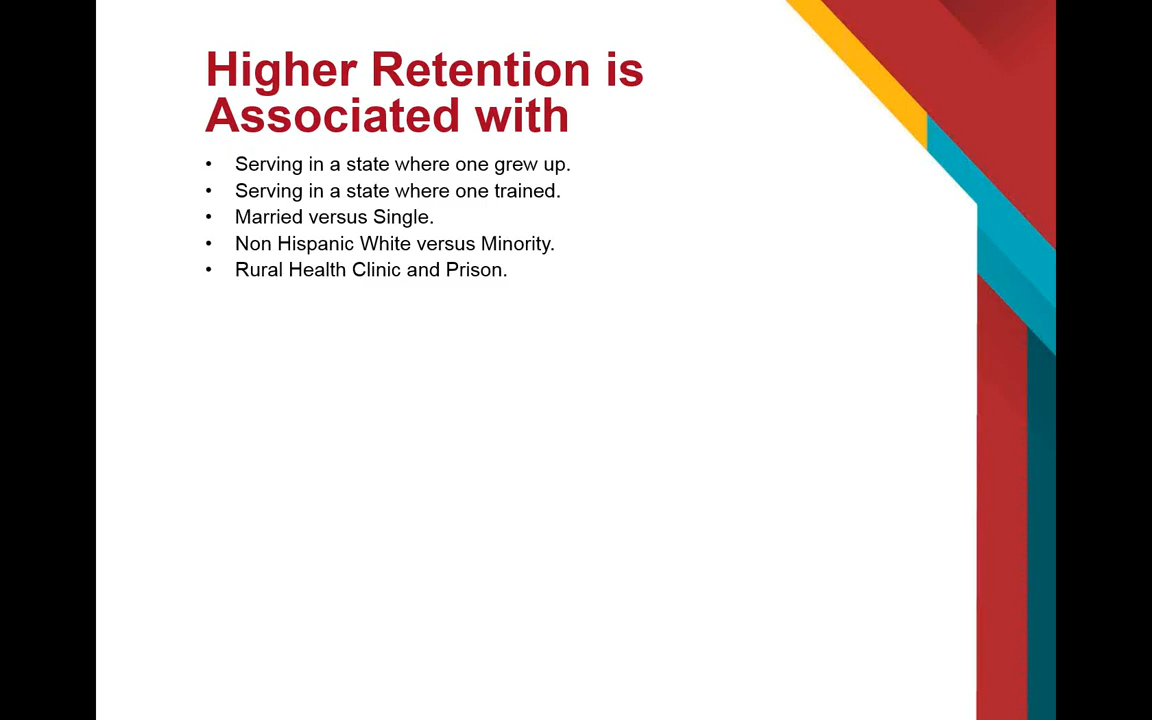 Higher Retention is
Associated with
• Serving in a state where one grew up.
• Serving in a state where one trained.
• Married versus Single.
• Non Hispanic White versus Minority.
• Rural Health Clinic and Prison.